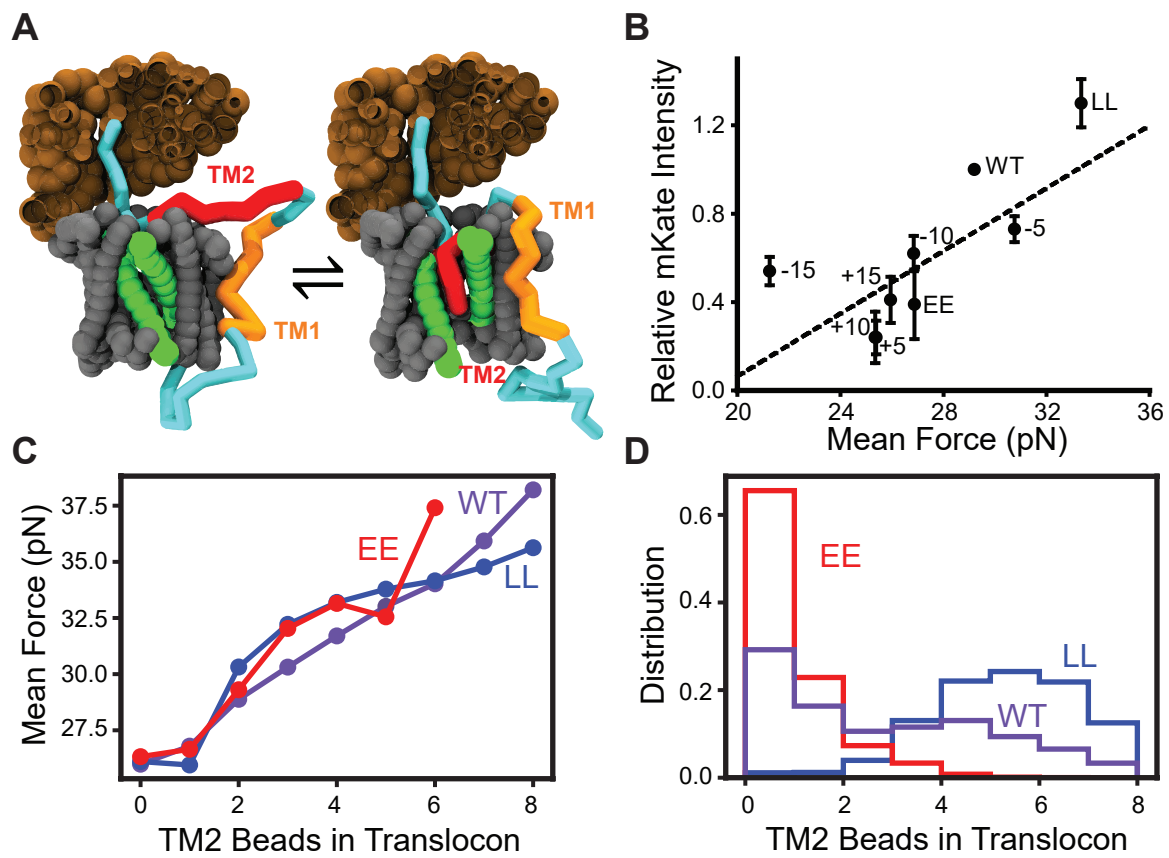 A
TM2
TM1
TM1
TM2
B
Relative mKate Intensity
1.2
0.8
0.4
0.0
LL
WT
-5
-10
-15
+15
EE
+10
+5
20
24
28
32
36
Mean Force (pN)
C
Mean Force (pN)
37.5
35.0
32.5
30.0
27.5
WT
EE
LL
0
2
4
6
8
TM2 Beads in Translocon
D
Distribution
0.6
0.4
0.2
0.0
EE
LL
WT
0
2
4
6
8
TM2 Beads in Translocon